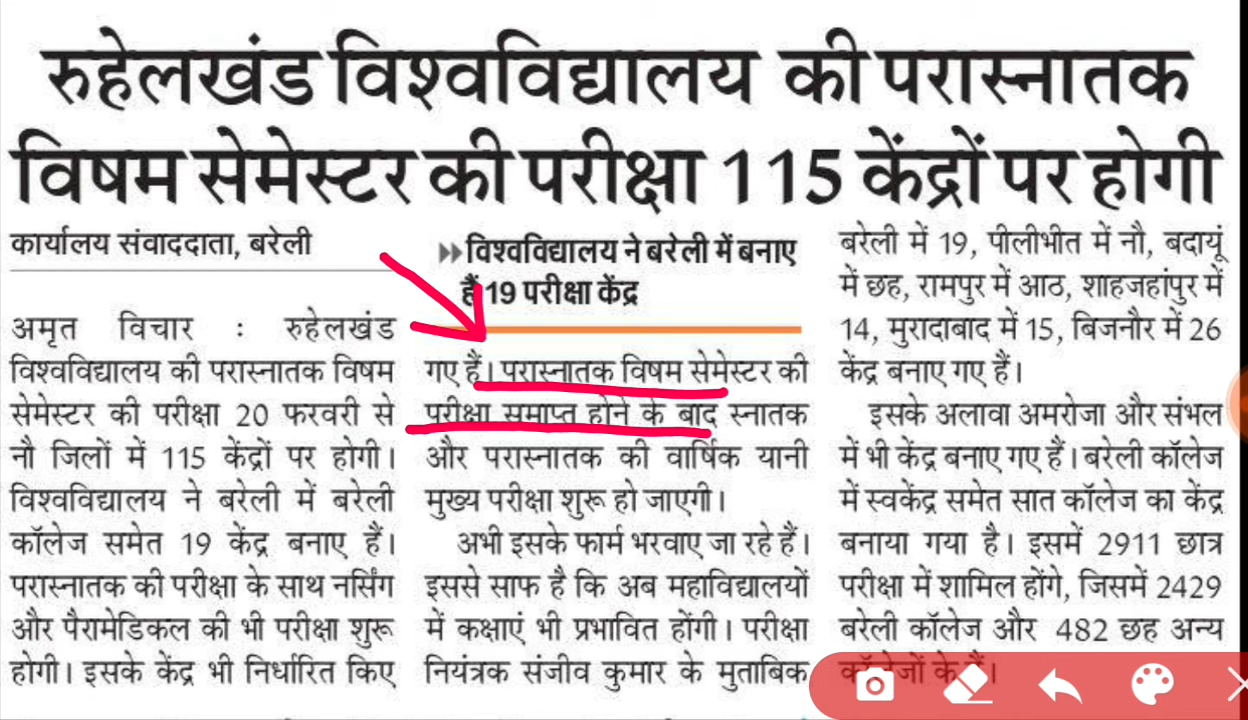 रुहेलखंड विश्वविद्यालय की परास्नातक
विषम सेमेस्टर की परीक्षा 115 केंद्रों पर होगी
कार्यालय संवाददाता, बरेली
अमृत विचार : रुहेलखंड
विश्वविद्यालय की परास्नातक विषम
सेमेस्टर की परीक्षा 20 फरवरी से
नौ जिलों में 115 केंद्रों पर होगी।
विश्वविद्यालय ने बरेली में बरेली
कॉलेज समेत 19 केंद्र बनाए हैं।
परास्नातक की परीक्षा के साथ नर्सिंग
और पैरामेडिकल की भी परीक्षा शुरू
होगी। इसके केंद्र भी निर्धारित किए
विश्वविद्यालय ने बरेली में बनाए
हैं 19 परीक्षा केंद्र
गए हैं। परास्नातक विषम सेमेस्टर की
परीक्षा समाप्त होने के बाद स्नातक
और परास्नातक की वार्षिक यानी
मुख्य परीक्षा शुरू हो जाएगी।
अभी इसके फार्म भरवाए जा रहे हैं।
इससे साफ है कि अब महाविद्यालयों
में कक्षाएं भी प्रभावित होंगी। परीक्षा
नियंत्रक संजीव कुमार के मुताबिक
बरेली में 19, पीलीभीत में नौ, बदायूं
में छह, रामपुर में आठ, शाहजहांपुर में
14, मुरादाबाद में 15, बिजनौर में 26
केंद्र बनाए गए हैं।
इसके अलावा अमरोजा और संभल
में भी केंद्र बनाए गए हैं। बरेली कॉलेज
में स्वकेंद्र समेत सात कॉलेज का केंद्र
बनाया गया है। इसमें 2911 छात्र
परीक्षा में शामिल होंगे, जिसमें 2429
बरेली कॉलेज और 482 छह अन्य
कॉलेजों के हैं।